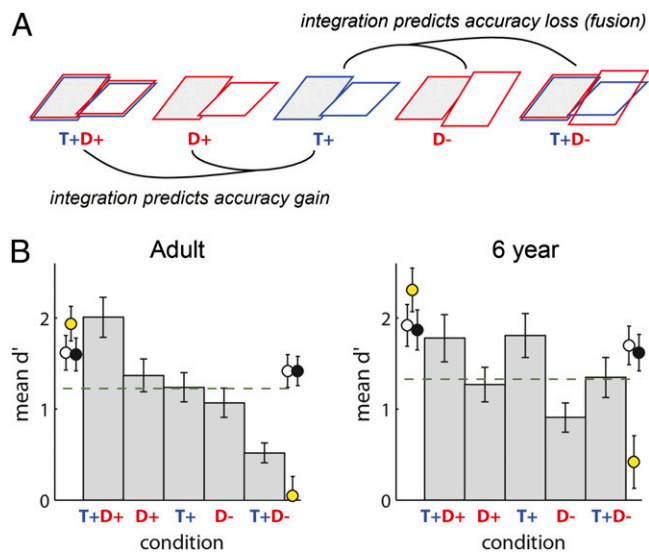 A
integration predicts accuracy loss (fusion)
T+D+ D+ T+ D- T+D-
integration predicts accuracy gain
B
Adult 6 year
mean d' mean d'
2 2
1 1
0 0
T+D+ D+ T+ D- T+D- T+D+ D+ T+ D- T+D-
condition condition